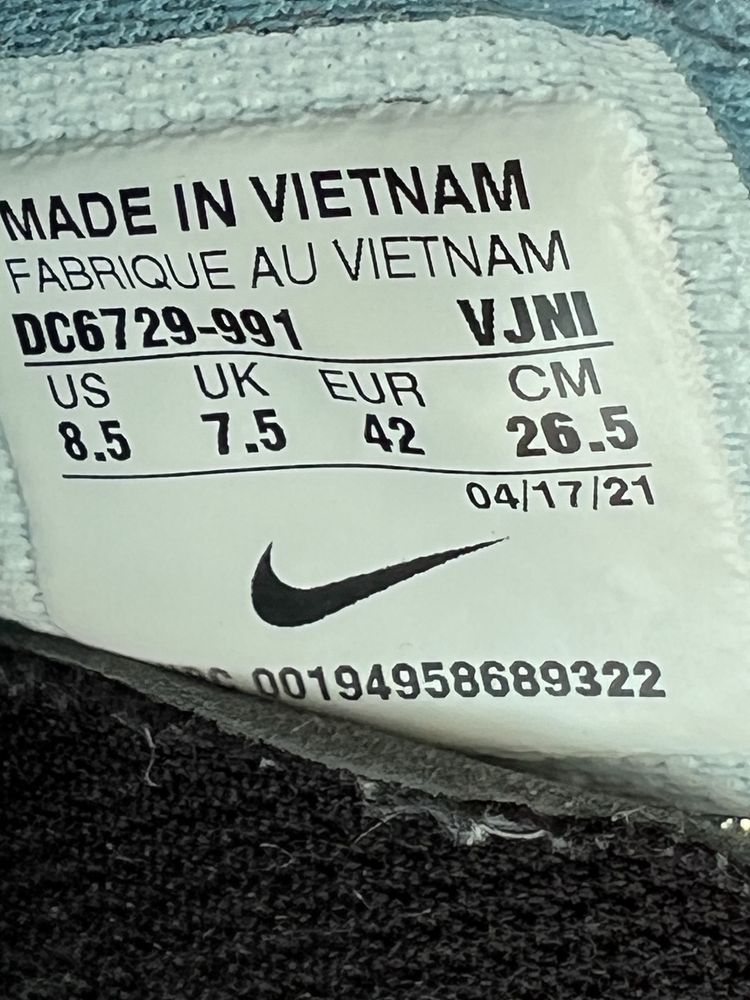 MADE IN VIETNAM
FABRIQUE AU VIETNAM
DC6729-991 VJNI
US UK EUR CM
8.5 7.5 42 26.5
04/17/21
00194958689322